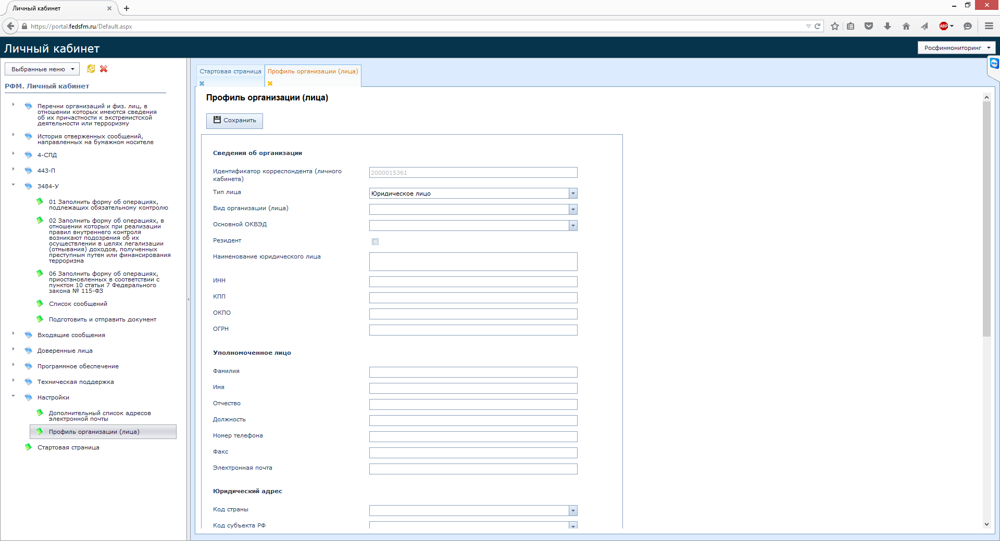 Личный кабинет
https://portal.fedsfm.ru/Default.aspx
ABP
Личный кабинет
Росфинмониторинг
Выбранные меню
РФМ. Личный кабинет
Перечни организаций и физ. лиц, в
отношении которых имеются сведения
об их причастности к экстремистской
деятельности или терроризму
История отверженных сообщений,
направленных на бумажном носителе
4-СПД
443-П
3484-У
01 Заполнить форму об операциях,
подлежащих обязательному контролю
02 Заполнить форму об операциях, в
отношении которых при реализации
правил внутреннего контроля
возникают подозрения об их
осуществлении в целях легализации
(отмывания) доходов, полученных
преступным путем или финансирования
терроризма
06 Заполнить форму об операциях,
приостановленных в соответствии с
пунктом 10 статьи 7 Федерального
закона № 115-ФЗ
Список сообщений
Подготовить и отправить документ
Входящие сообщения
Доверенные лица
Программное обеспечение
Техническая поддержка
Настройки
Дополнительный список адресов
электронной почты
Профиль организации (лица)
Стартовая страница
Стартовая страница
Профиль организации (лица)
Профиль организации (лица)
Сохранить
Сведения об организации
Идентификатор корреспондента (личного
кабинета)
2000015361
Тип лица
Юридическое лицо
Вид организации (лица)
Основной ОКВЭД
Резидент
Наименование юридического лица
ИНН
КПП
ОКПО
ОГРН
Уполномоченное лицо
Фамилия
Имя
Отчество
Должность
Номер телефона
Факс
Электронная почта
Юридический адрес
Код страны
Код субъекта РФ